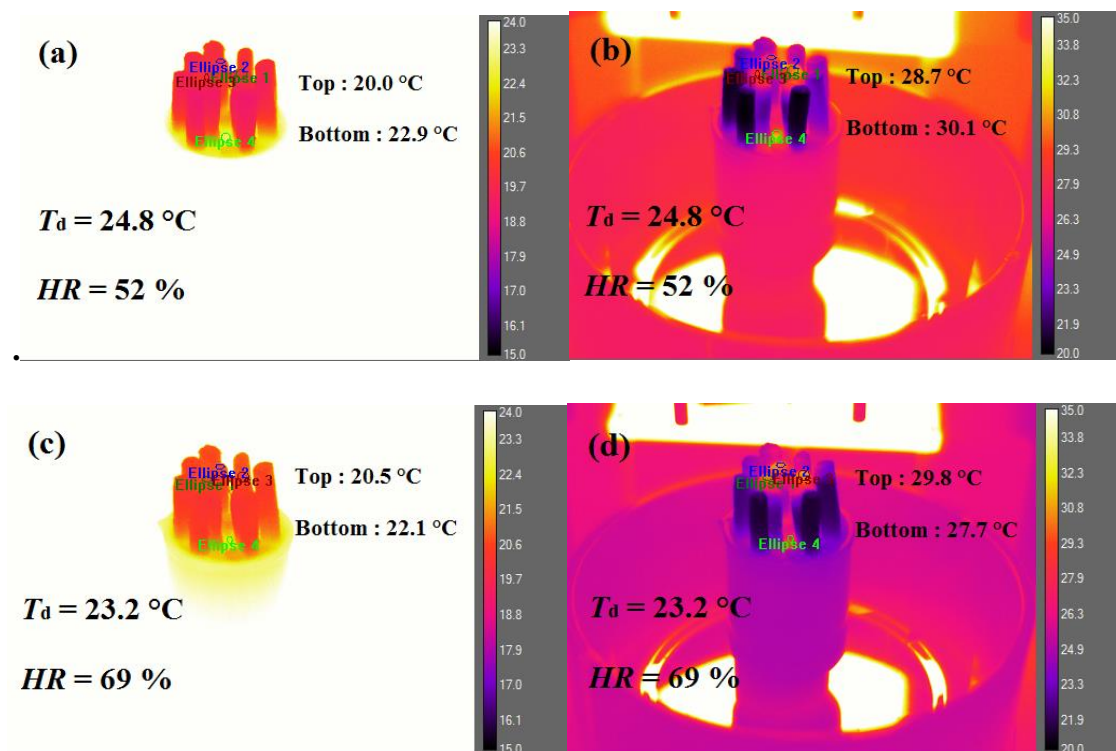 (a)
Ellipse 2
Ellipse 1
Ellipse 3
Top : 20.0 °C
Bottom : 22.9 °C
Ellipse 4
Td = 24.8 °C
HR = 52 %
24.0
23.3
22.4
21.5
20.6
19.7
18.8
17.9
17.0
16.1
15.0
(b)
Ellipse 2
Ellipse 3
Top : 28.7 °C
Bottom : 30.1 °C
Ellipse 4
Td = 24.8 °C
HR = 52 %
35.0
33.8
32.3
30.8
29.3
27.9
26.3
24.9
23.3
21.9
20.0
(c)
Ellipse 2
Ellipse 3
Top : 20.5 °C
Bottom : 22.1 °C
Ellipse 4
Td = 23.2 °C
HR = 69 %
24.0
23.3
22.4
21.5
20.6
19.7
18.8
17.9
17.0
16.1
15.0
(d)
Ellipse 2
Top : 29.8 °C
Bottom : 27.7 °C
Ellipse 4
Td = 23.2 °C
HR = 69 %
35.0
33.8
32.3
30.8
29.3
27.9
26.3
24.9
23.3
21.9
20.0